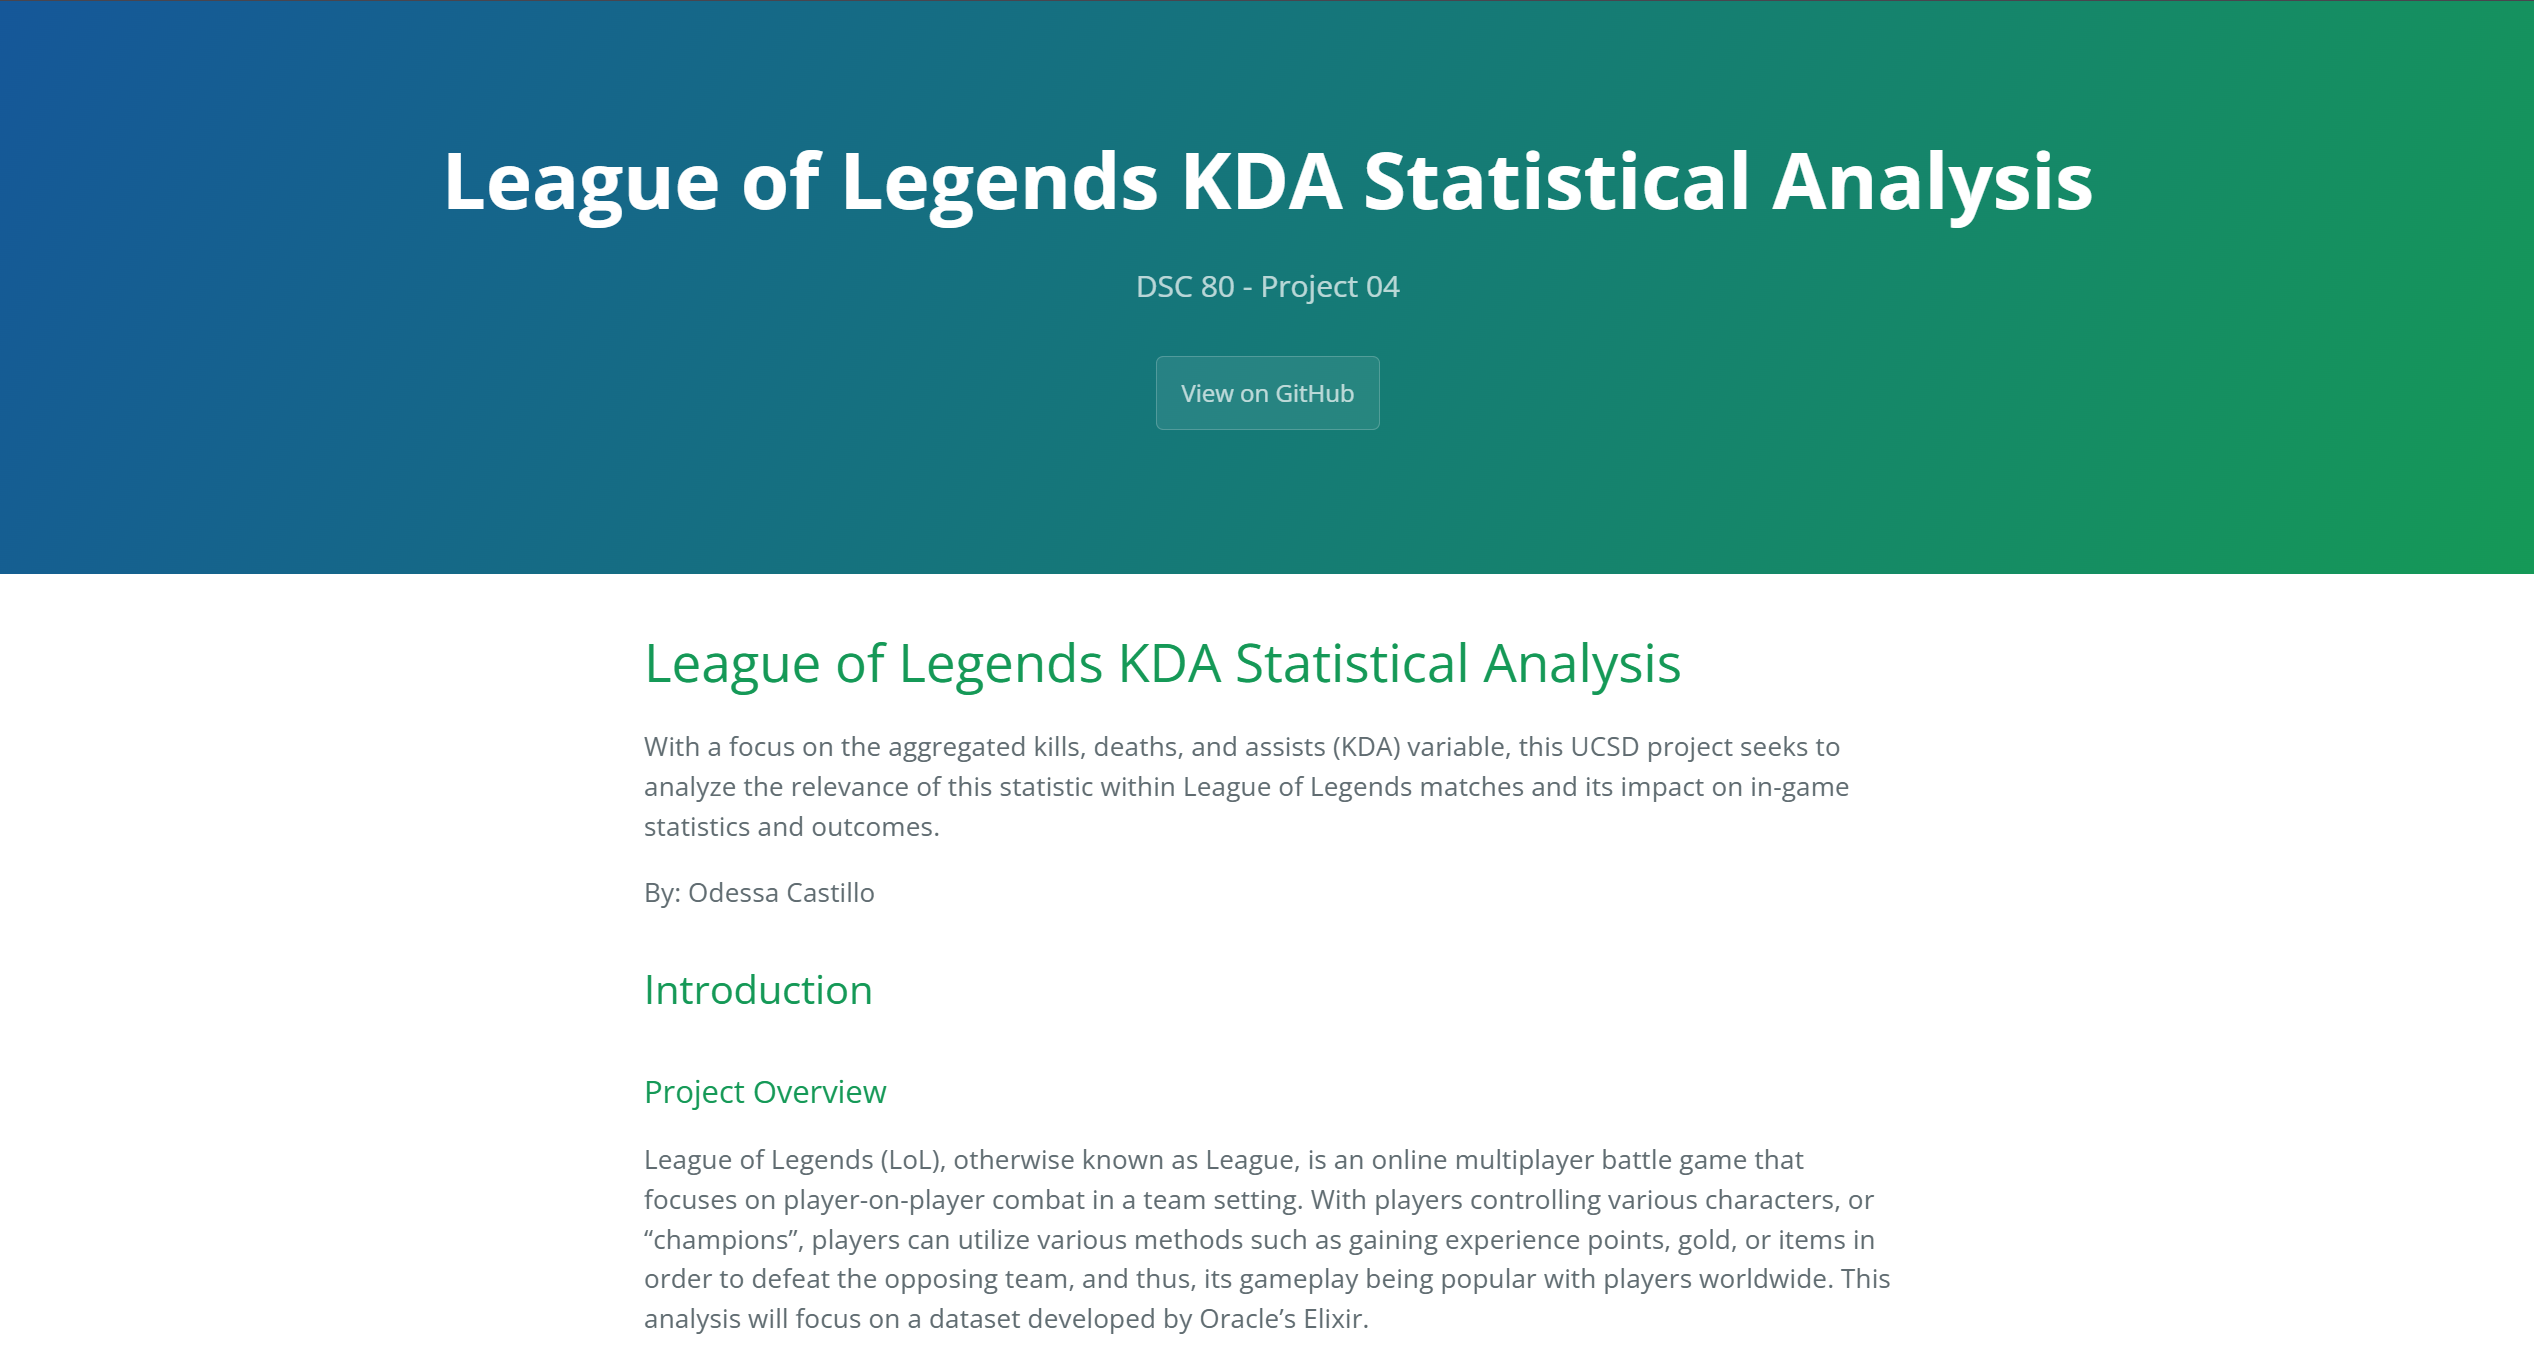 League of Legends KDA Statistical Analysis
DSC 80 - Project 04
View on GitHub
League of Legends KDA Statistical Analysis
With a focus on the aggregated kills, deaths, and assists (KDA) variable, this UCSD project seeks to
analyze the relevance of this statistic within League of Legends matches and its impact on in-game
statistics and outcomes.
By: Odessa Castillo
Introduction
Project Overview
League of Legends (LoL), otherwise known as League, is an online multiplayer battle game that
focuses on player-on-player combat in a team setting. With players controlling various characters, or
“champions”, players can utilize various methods such as gaining experience points, gold, or items in
order to defeat the opposing team, and thus, its gameplay being popular with players worldwide. This
analysis will focus on a dataset developed by Oracle’s Elixir.